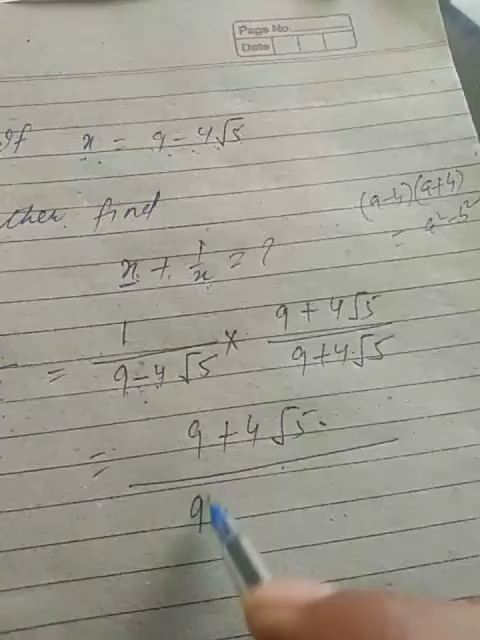 Page No.
Date
If x = 9 - 4√5
then find
(a-b)(a+b)
= a² - b²
x + 1/x = ?
= 1/(9-4√5) × (9+4√5)/(9+4√5)
= 9+4√5
9